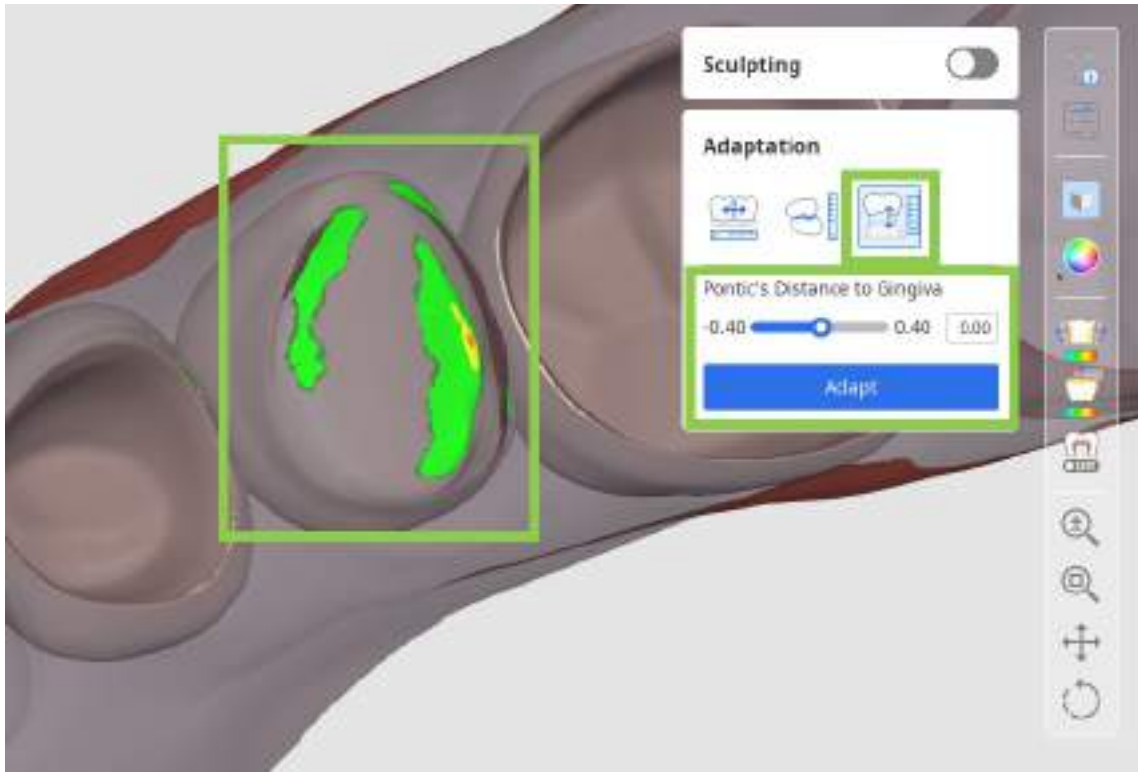 Sculpting
Adaptation
Pontic's Distance to Gingiva
-0.40 0.40 0.00
Adapt